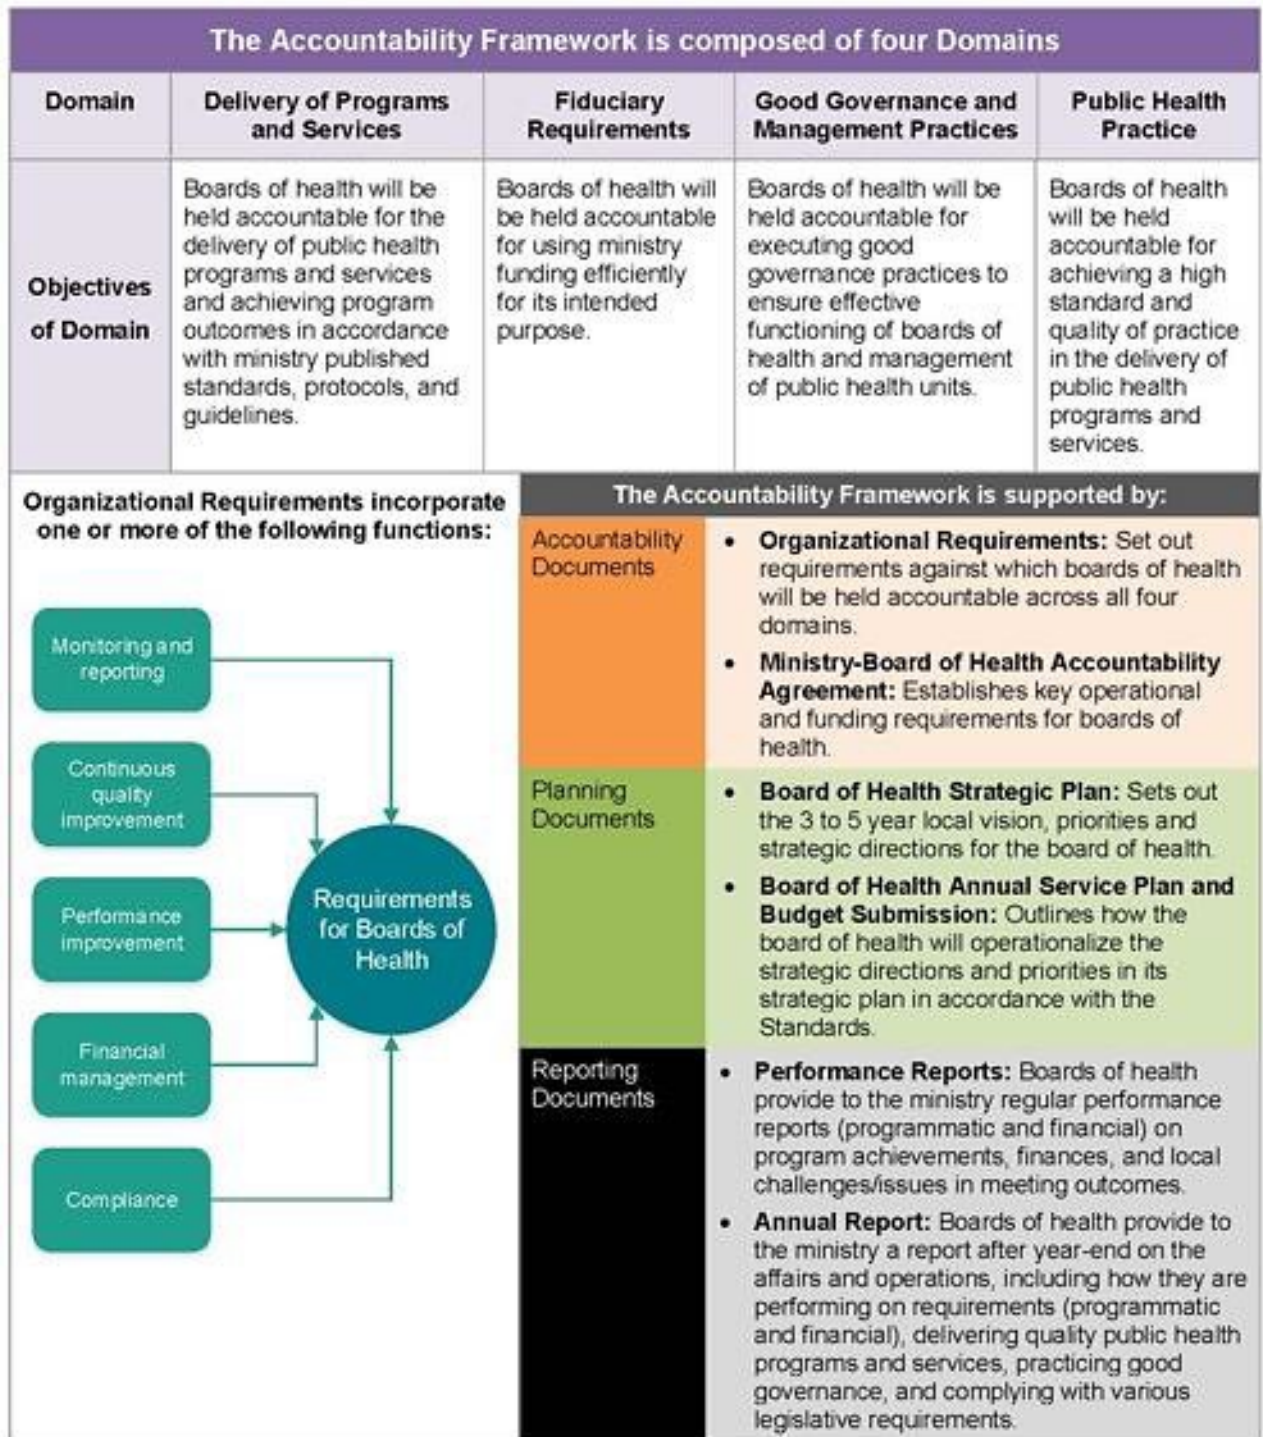 The Accountability Framework is composed of four Domains
Domain
Delivery of Programs
and Services
Fiduciary
Requirements
Good Governance and
Management Practices
Public Health
Practice
Objectives
of Domain
Boards of health will be
held accountable for the
delivery of public health
programs and services
and achieving program
outcomes in accordance
with ministry published
standards, protocols, and
guidelines.
Boards of health will
be held accountable
for using ministry
funding efficiently
for its intended
purpose.
Boards of health will be
held accountable for
executing good
governance practices to
ensure effective
functioning of boards of
health and management
of public health units.
Boards of health
will be held
accountable for
achieving a high
standard and
quality of practice
in the delivery of
public health
programs and
services.
Organizational Requirements incorporate
one or more of the following functions:
Monitoring and
reporting
Continuous
quality
improvement
Performance
improvement
Financial
management
Compliance
Requirements
for Boards of
Health
The Accountability Framework is supported by:
Accountability
Documents
• Organizational Requirements: Set out
requirements against which boards of health
will be held accountable across all four
domains.
• Ministry-Board of Health Accountability
Agreement: Establishes key operational
and funding requirements for boards of
health.
Planning
Documents
• Board of Health Strategic Plan: Sets out
the 3 to 5 year local vision, priorities and
strategic directions for the board of health.
• Board of Health Annual Service Plan and
Budget Submission: Outlines how the
board of health will operationalize the
strategic directions and priorities in its
strategic plan in accordance with the
Standards.
Reporting
Documents
• Performance Reports: Boards of health
provide to the ministry regular performance
reports (programmatic and financial) on
program achievements, finances, and local
challenges/issues in meeting outcomes.
• Annual Report: Boards of health provide to
the ministry a report after year-end on the
affairs and operations, including how they are
performing on requirements (programmatic
and financial), delivering quality public health
programs and services, practicing good
governance, and complying with various
legislative requirements.